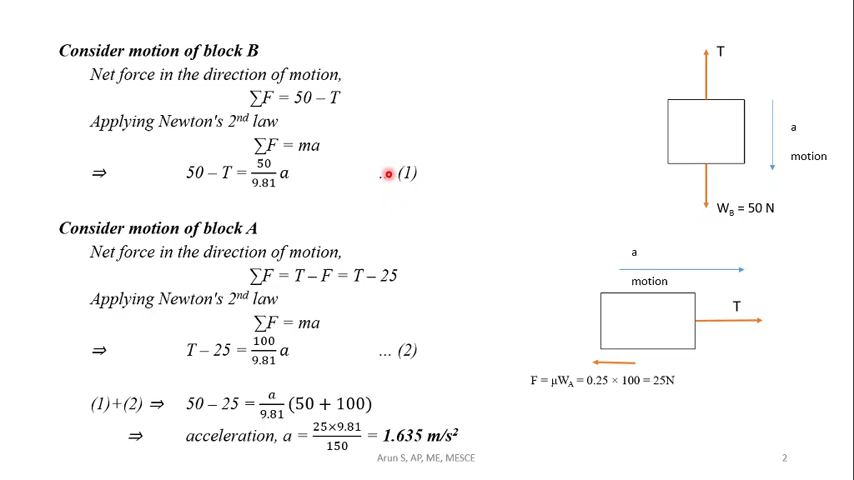 Consider motion of block B
Net force in the direction of motion,
∑F = 50 – T
Applying Newton's 2nd law
∑F = ma
⇒ 50 – T = 50/9.81 a … (1)
Consider motion of block A
Net force in the direction of motion,
∑F = T – F = T – 25
Applying Newton's 2nd law
∑F = ma
⇒ T – 25 = 100/9.81 a … (2)
(1)+(2) ⇒ 50 – 25 = a/9.81 (50 + 100)
⇒ acceleration, a = 25×9.81/150 = 1.635 m/s²
T
a
motion
W_B = 50 N
a
motion
T
F = μW_A = 0.25 × 100 = 25N
Arun S, AP, ME, MESCE
2